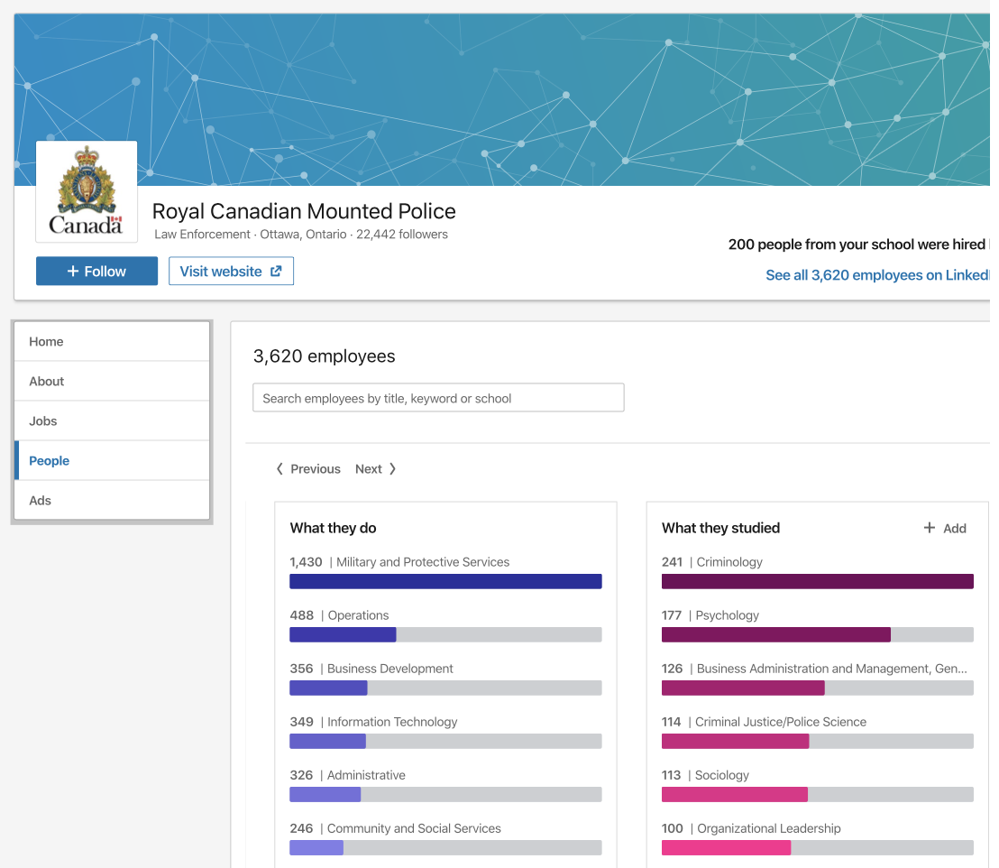 Canada
Royal Canadian Mounted Police
Law Enforcement · Ottawa, Ontario · 22,442 followers
200 people from your school were hired
+ Follow
Visit website
See all 3,620 employees on LinkedI
Home
About
Jobs
People
Ads
3,620 employees
Search employees by title, keyword or school
Previous Next
What they do
1,430 | Military and Protective Services
488 | Operations
356 | Business Development
349 | Information Technology
326 | Administrative
246 | Community and Social Services
What they studied + Add
241 | Criminology
177 | Psychology
126 | Business Administration and Management, Gen...
114 | Criminal Justice/Police Science
113 | Sociology
100 | Organizational Leadership